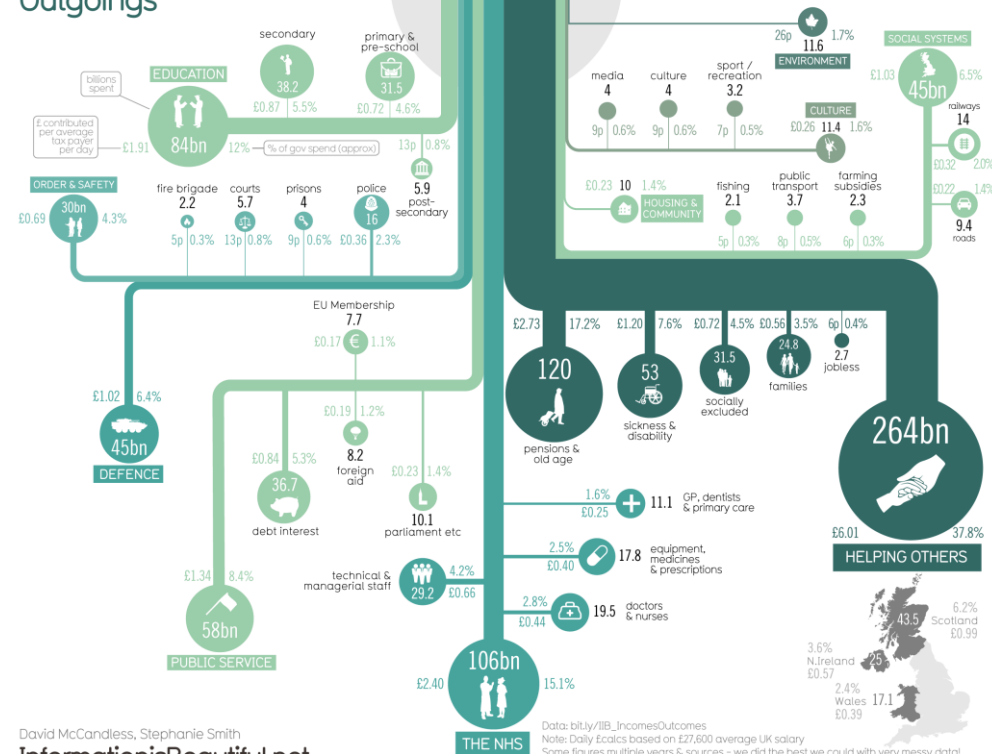 Outgoings
secondary
38.2
£0.87 5.5%
primary &
pre-school
31.5
£0.72 4.6%
billions
spent
EDUCATION
£ contributed
per average
tax payer
per day
£1.91
84bn
12%
% of gov spend (approx)
13p 0.8%
5.9
post-
secondary
ORDER & SAFETY
30bn
£0.69 4.3%
fire brigade
2.2
5p 0.3%
courts
5.7
13p 0.8%
prisons
4
9p 0.6%
police
16
£0.36 2.3%
26p 1.7%
11.6
ENVIRONMENT
media
4
9p 0.6%
culture
4
9p 0.6%
sport /
recreation
3.2
7p 0.5%
CULTURE
£0.26 11.4 1.6%
SOCIAL SYSTEMS
£1.03 6.5%
45bn
railways
14
£0.32 2.0%
£0.22 1.4%
9.4
roads
£0.23 10 1.4%
HOUSING &
COMMUNITY
fishing
2.1
5p 0.3%
public
transport
3.7
8p 0.5%
farming
subsidies
2.3
6p 0.3%
EU Membership
7.7
£0.17 € 1.1%
£1.02 6.4%
45bn
DEFENCE
£0.84 5.3%
36.7
debt interest
£0.19 1.2%
8.2
foreign
aid
£0.23 1.4%
L
10.1
parliament etc
£1.34 8.4%
58bn
PUBLIC SERVICE
£2.73 17.2%
120
pensions &
old age
£1.20 7.6%
53
sickness &
disability
£0.72 4.5%
31.5
socially
excluded
£0.56 3.5%
24.8
families
6p 0.4%
2.7
jobless
264bn
£6.01 37.8%
HELPING OTHERS
1.6%
£0.25
11.1
GP, dentists
& primary care
2.5%
£0.40
17.8
equipment,
medicines
& prescriptions
technical &
managerial staff
29.2
4.2%
£0.66
2.8%
£0.44
19.5
doctors
& nurses
106bn
£2.40 15.1%
THE NHS
43.5
6.2%
Scotland
£0.99
3.6%
N.Ireland
£0.57
25
2.4%
Wales
£0.39
17.1
David McCandless, Stephanie Smith
InformationisBeautiful.net
Data: bit.ly/IIB_IncomesOutcomes
Note: Daily £calcs based on £27,600 average UK salary
Some figures multiple years & sources - we did the best we could with very messy data!